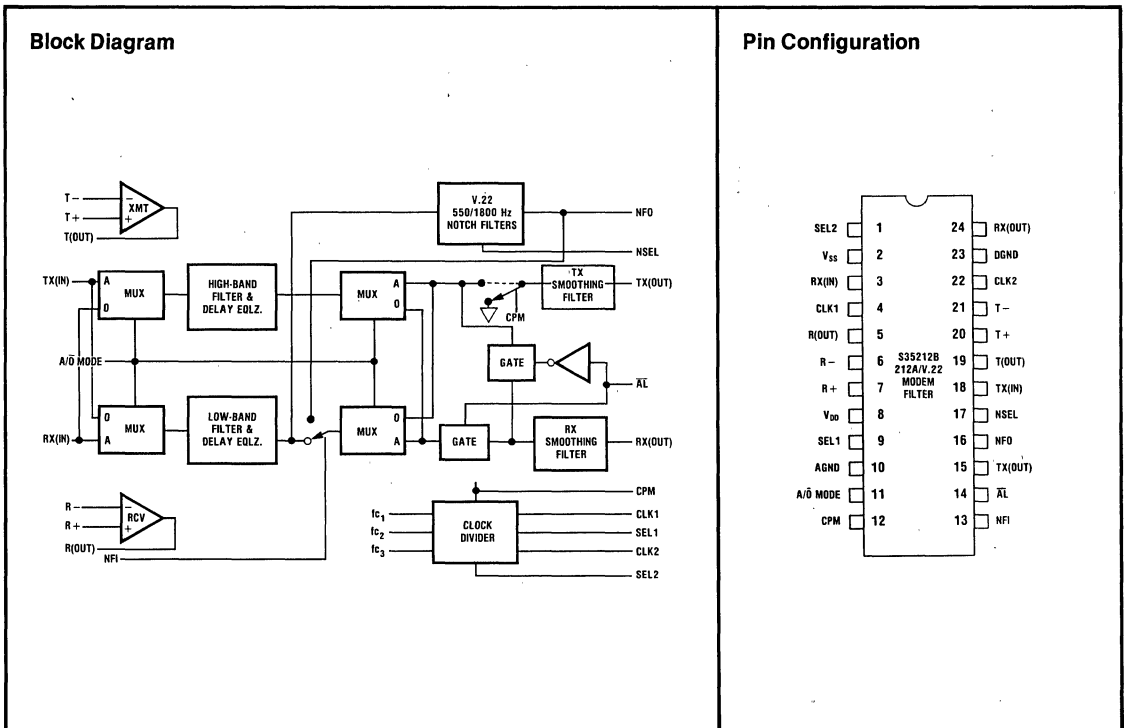 Block Diagram
T-
T+
T(OUT)
-
+
XMT
V.22
550/1800 Hz
NOTCH FILTERS
NFO
NSEL
TX(IN)
A
O
MUX
HIGH-BAND
FILTER &
DELAY EQLZ.
MUX
A
O
CPM
TX
SMOOTHING
FILTER
TX(OUT)
A/Ō MODE
GATE
A̅L̅
RX(IN)
O
A
MUX
LOW-BAND
FILTER &
DELAY EQLZ.
MUX
O
A
GATE
RX
SMOOTHING
FILTER
RX(OUT)
R-
R+
R(OUT)
-
+
RCV
NFI
fc1
fc2
fc3
CLOCK
DIVIDER
CPM
CLK1
SEL1
CLK2
SEL2
Pin Configuration
SEL2 1 24 RX(OUT)
VSS 2 23 DGND
RX(IN) 3 22 CLK2
CLK1 4 21 T-
R(OUT) 5 20 T+
R- 6 S35212B 19 T(OUT)
212A/V.22
R+ 7 MODEM 18 TX(IN)
FILTER
VDD 8 17 NSEL
SEL1 9 16 NFO
AGND 10 15 TX(OUT)
A/Ō MODE 11 14 A̅L̅
CPM 12 13 NFI